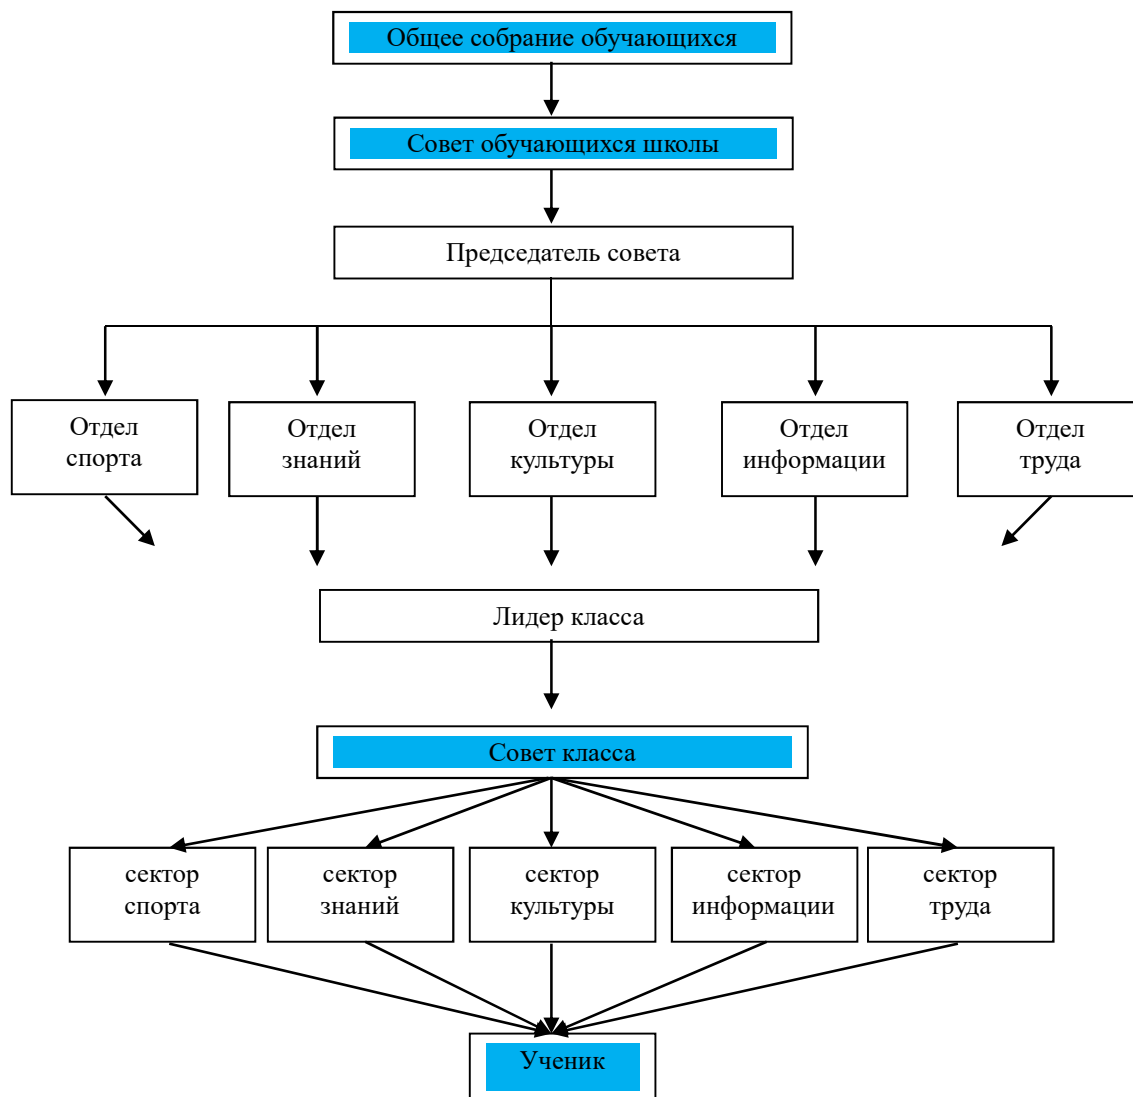 Общее собрание обучающихся
Совет обучающихся школы
Председатель совета
Отдел
спорта
Отдел
знаний
Отдел
культуры
Отдел
информации
Отдел
труда
Лидер класса
Совет класса
сектор
спорта
сектор
знаний
сектор
культуры
сектор
информации
сектор
труда
Ученик